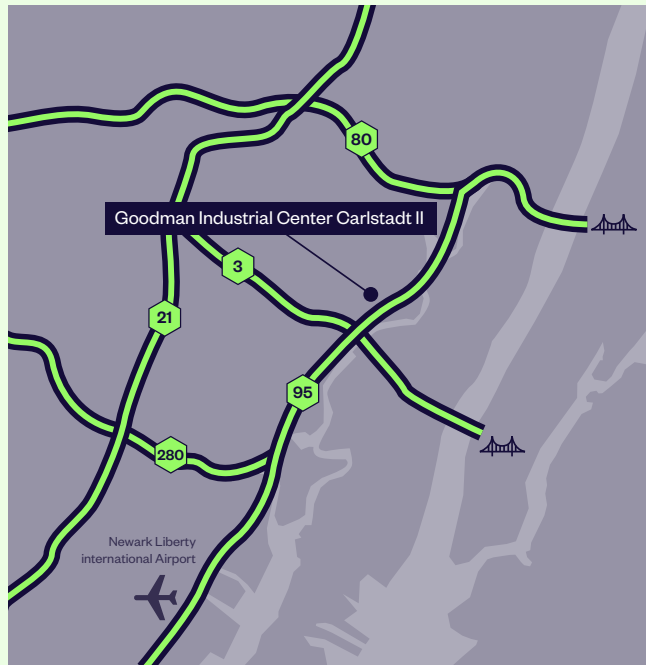 80
Goodman Industrial Center Carlstadt II
3
21
95
280
Newark Liberty
international Airport